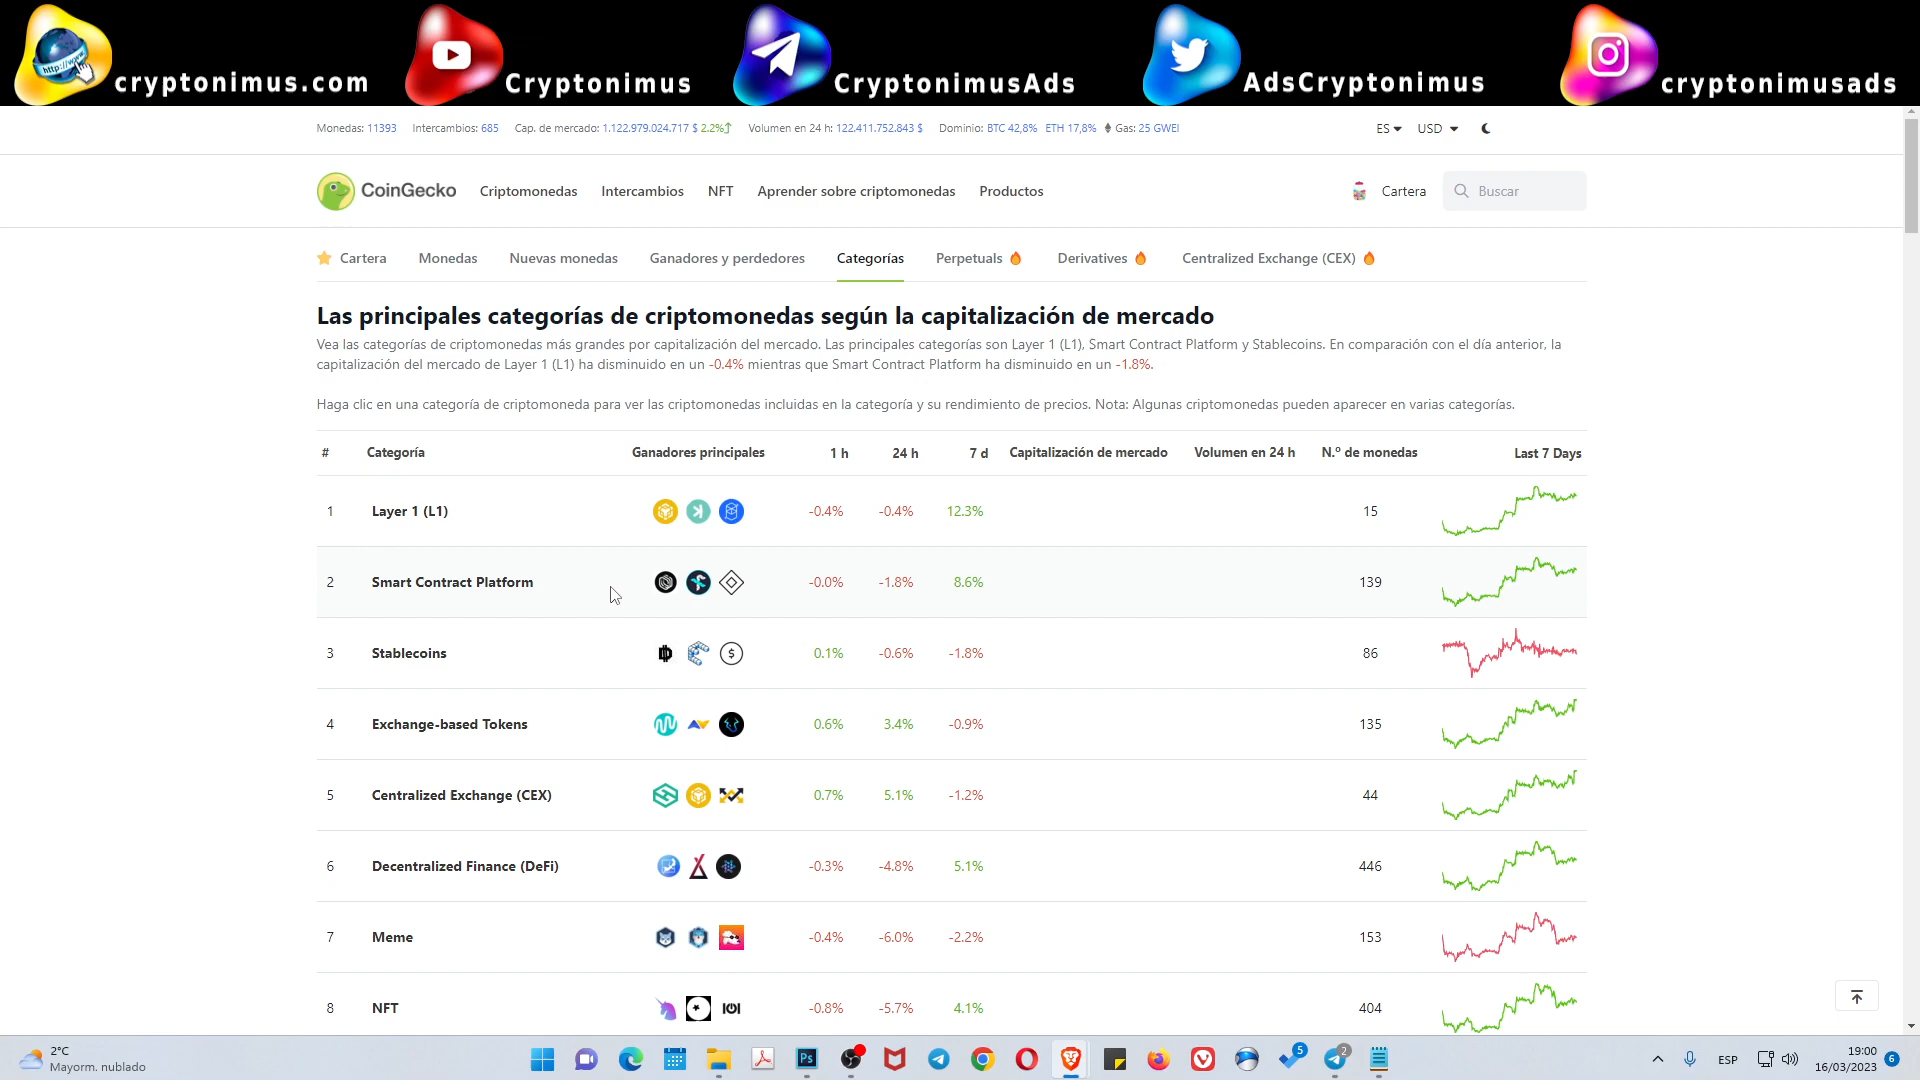 cryptonimus.com
Cryptonimus
CryptonimusAds
AdsCryptonimus
cryptonimusads
http://www
Monedas: 11393 Intercambios: 685 Cap. de mercado: 1.122.979.024.717 $ 2.2% Volumen en 24 h: 122.411.752.843 $ Dominio: BTC 42,8% ETH 17,8% Gas: 25 GWEI ES USD
CoinGecko Criptomonedas Intercambios NFT Aprender sobre criptomonedas Productos Cartera Buscar
Cartera Monedas Nuevas monedas Ganadores y perdedores Categorías Perpetuals Derivatives Centralized Exchange (CEX)
Las principales categorías de criptomonedas según la capitalización de mercado
Vea las categorías de criptomonedas más grandes por capitalización del mercado. Las principales categorías son Layer 1 (L1), Smart Contract Platform y Stablecoins. En comparación con el día anterior, la
capitalización del mercado de Layer 1 (L1) ha disminuido en un -0.4% mientras que Smart Contract Platform ha disminuido en un -1.8%.
Haga clic en una categoría de criptomoneda para ver las criptomonedas incluidas en la categoría y su rendimiento de precios. Nota: Algunas criptomonedas pueden aparecer en varias categorías.
# Categoría Ganadores principales 1 h 24 h 7 d Capitalización de mercado Volumen en 24 h N.º de monedas Last 7 Days
1 Layer 1 (L1) -0.4% -0.4% 12.3% 15
2 Smart Contract Platform -0.0% -1.8% 8.6% 139
3 Stablecoins 0.1% -0.6% -1.8% 86
4 Exchange-based Tokens 0.6% 3.4% -0.9% 135
5 Centralized Exchange (CEX) 0.7% 5.1% -1.2% 44
6 Decentralized Finance (DeFi) -0.3% -4.8% 5.1% 446
7 Meme -0.4% -6.0% -2.2% 153
8 NFT -0.8% -5.7% 4.1% 404
2°C
Mayorm. nublado
Ps
5
2
ESP
19:00
16/03/2023
6